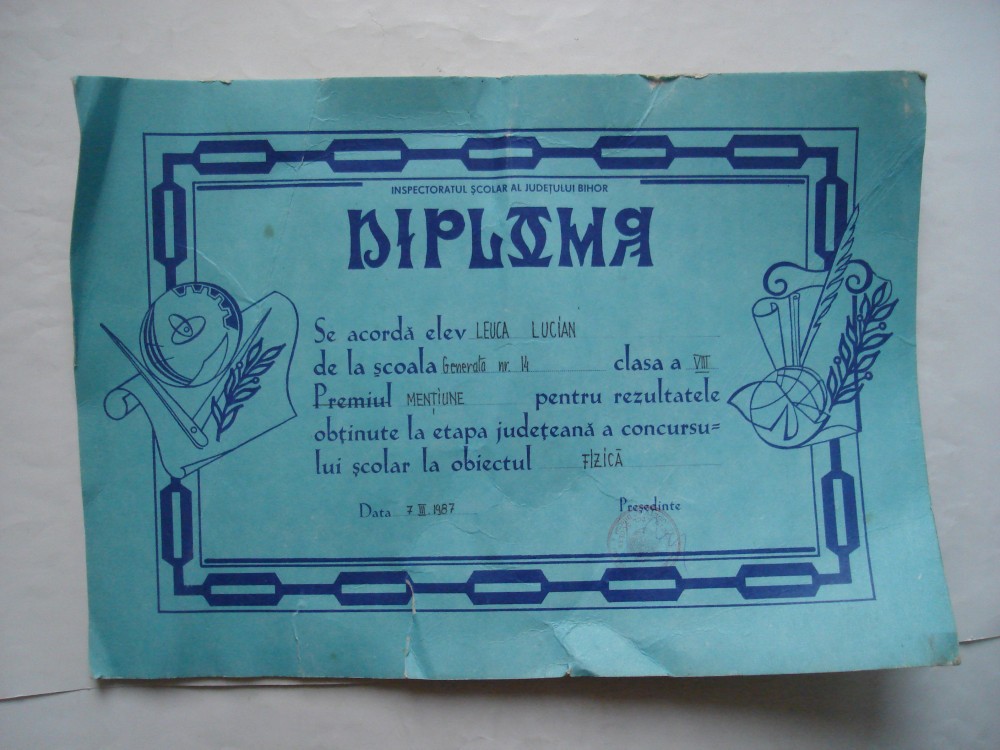 INSPECTORATUL ȘCOLAR AL JUDEȚULUI BIHOR
DIPLOMA
Se acordă elev LEUCA LUCIAN
de la școala Generală nr. 14 clasa a VIII
Premiul MENȚIUNE pentru rezultatele
obținute la etapa județeană a concursu=
lui școlar la obiectul FIZICĂ
Data 7 III 1987 Președinte